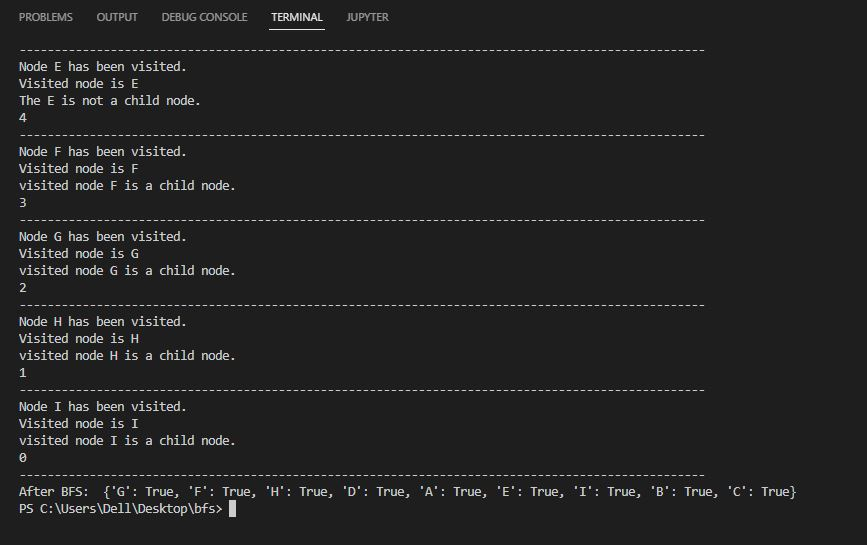 PROBLEMS OUTPUT DEBUG CONSOLE TERMINAL JUPYTER
------------------------------------------------------------------------------------------
Node E has been visited.
Visited node is E
The E is not a child node.
4
------------------------------------------------------------------------------------------
Node F has been visited.
Visited node is F
visited node F is a child node.
3
------------------------------------------------------------------------------------------
Node G has been visited.
Visited node is G
visited node G is a child node.
2
------------------------------------------------------------------------------------------
Node H has been visited.
Visited node is H
visited node H is a child node.
1
------------------------------------------------------------------------------------------
Node I has been visited.
Visited node is I
visited node I is a child node.
0
------------------------------------------------------------------------------------------
After BFS:  {'G': True, 'F': True, 'H': True, 'D': True, 'A': True, 'E': True, 'I': True, 'B': True, 'C': True}
PS C:\Users\Dell\Desktop\bfs>